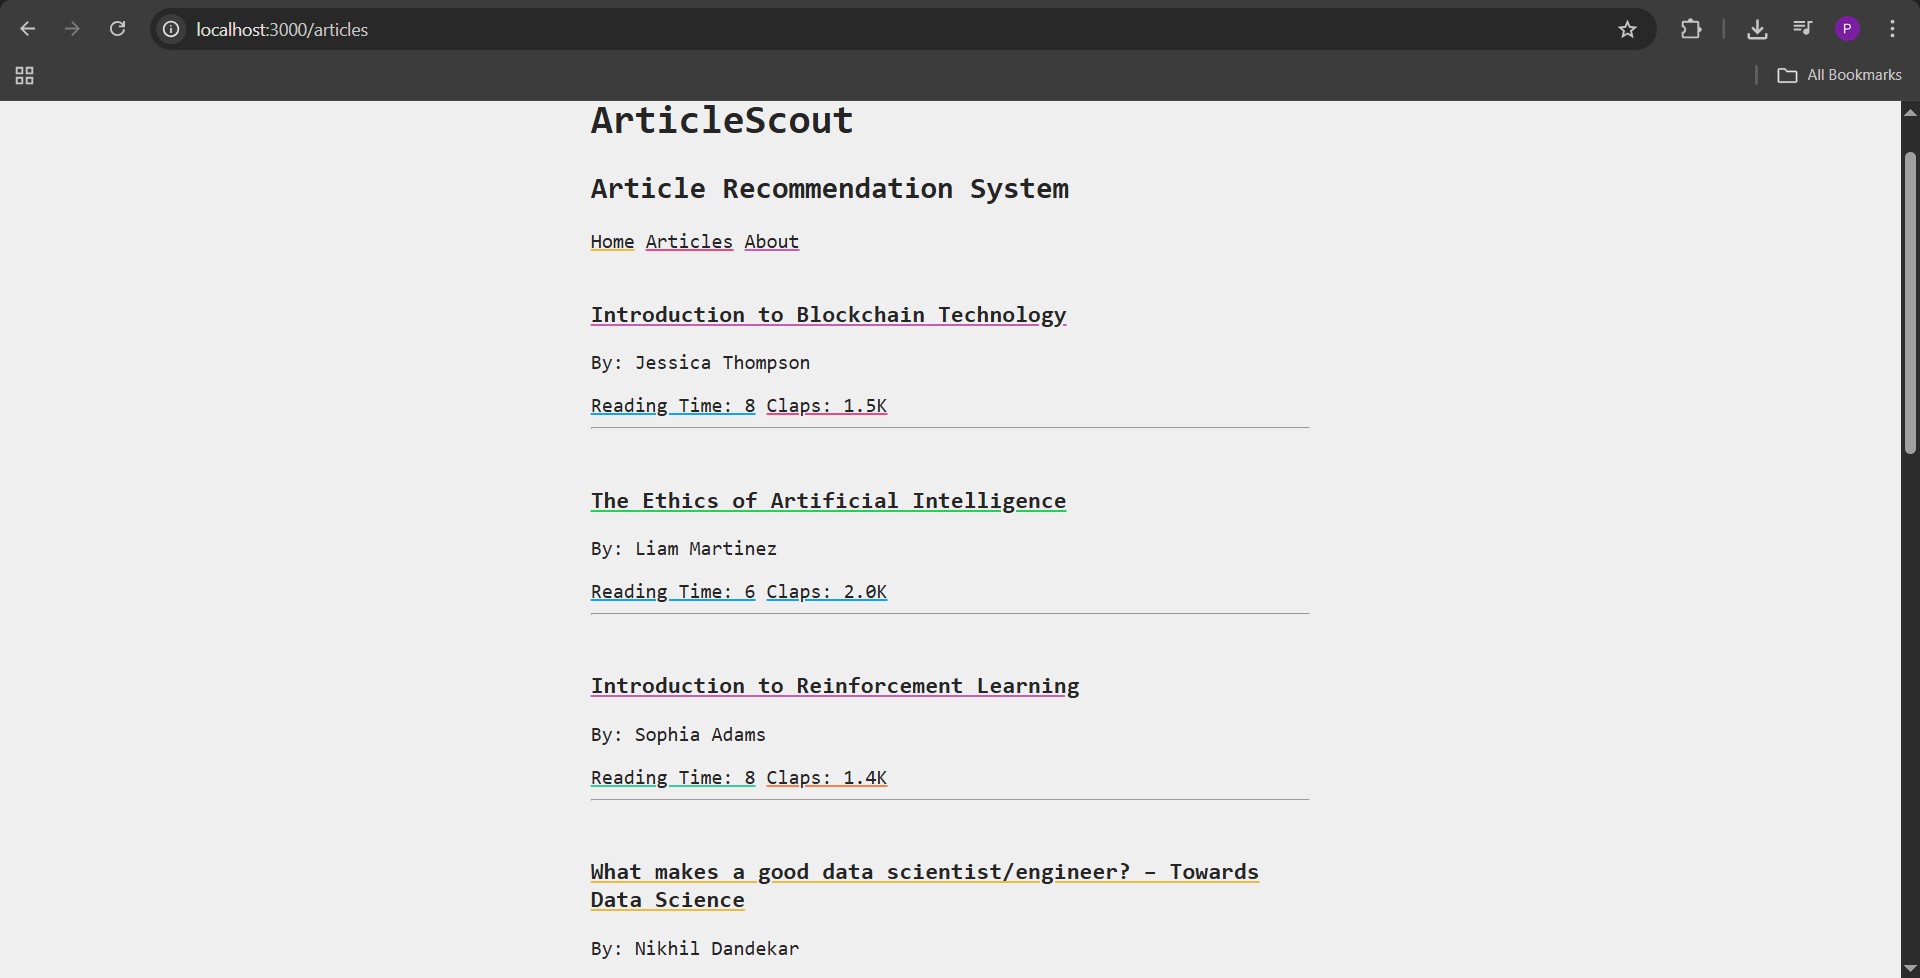 localhost:3000/articles
P
All Bookmarks
ArticleScout
Article Recommendation System
Home Articles About
Introduction to Blockchain Technology
By: Jessica Thompson
Reading Time: 8 Claps: 1.5K
The Ethics of Artificial Intelligence
By: Liam Martinez
Reading Time: 6 Claps: 2.0K
Introduction to Reinforcement Learning
By: Sophia Adams
Reading Time: 8 Claps: 1.4K
What makes a good data scientist/engineer? – Towards
Data Science
By: Nikhil Dandekar